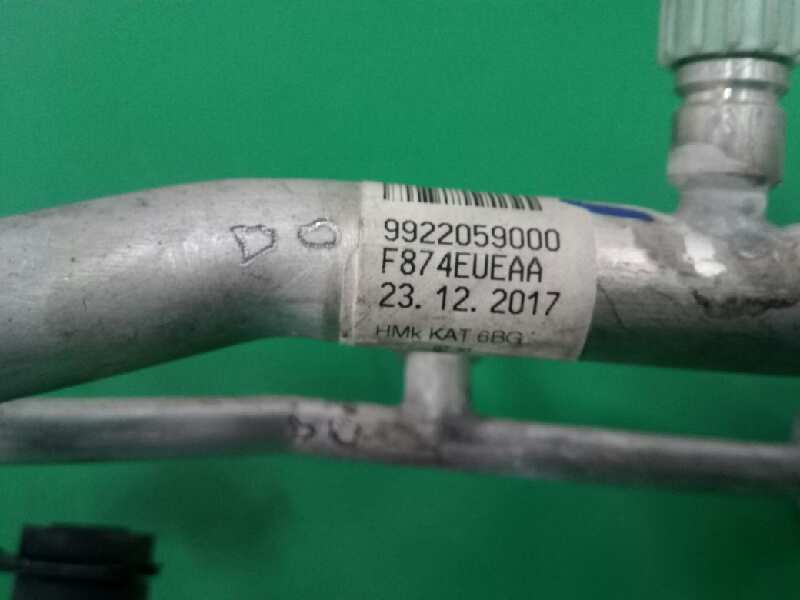 9922059000
F874EUEAA
23. 12. 2017
HMk KAT 6BG